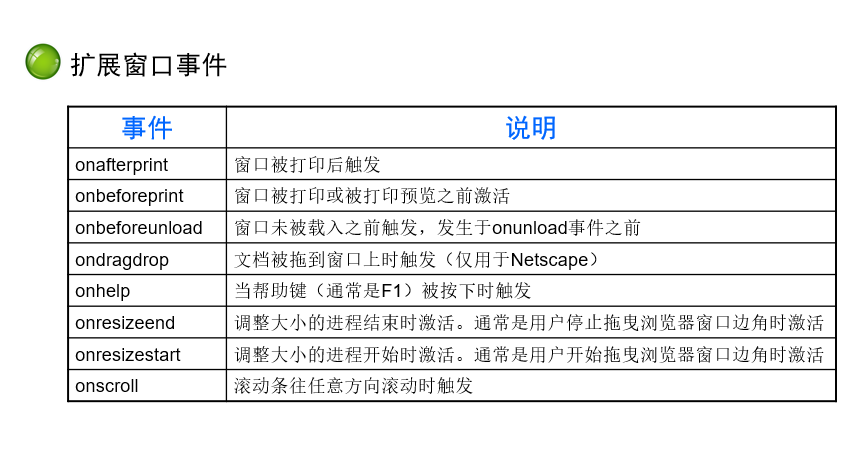 扩展窗口事件
事件 说明
onafterprint 窗口被打印后触发
onbeforeprint 窗口被打印或被打印预览之前激活
onbeforeunload 窗口未被载入之前触发，发生于onunload事件之前
ondragdrop 文档被拖到窗口上时触发（仅用于Netscape）
onhelp 当帮助键（通常是F1）被按下时触发
onresizeend 调整大小的进程结束时激活。通常是用户停止拖曳浏览器窗口边角时激活
onresizestart 调整大小的进程开始时激活。通常是用户开始拖曳浏览器窗口边角时激活
onscroll 滚动条往任意方向滚动时触发